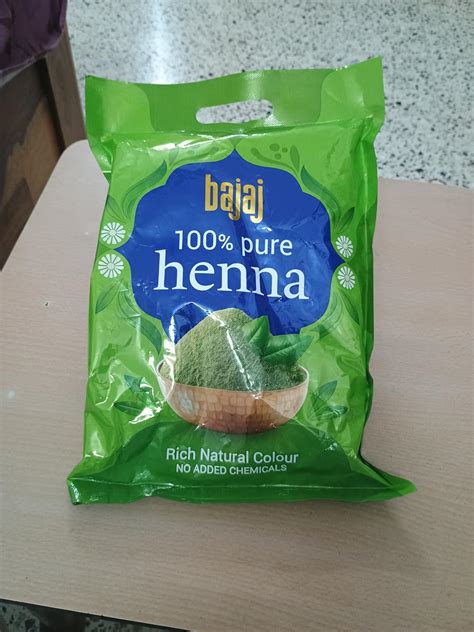 bajaj
100% pure
henna
Rich Natural Colour
NO ADDED CHEMICALS